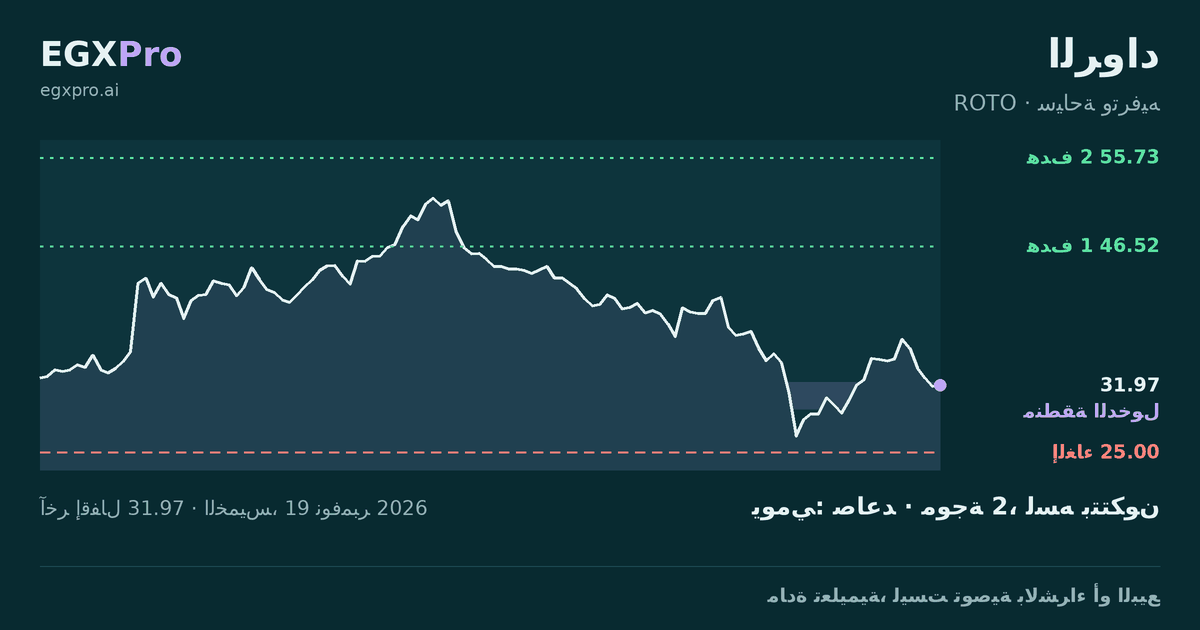 EGXPro
egxpro.ai
الرواد
ROTO · سياحة وترفيه
هدف 2 55.73
هدف 1 46.52
31.97
منطقة الدخول
إلغاء 25.00
يومي: صاعد · موجة 2، لسه بتتكون
آخر إقفال 31.97 · الخميس، 19 نوفمبر 2026
مادة تعليمية، ليست توصية بالشراء أو البيع